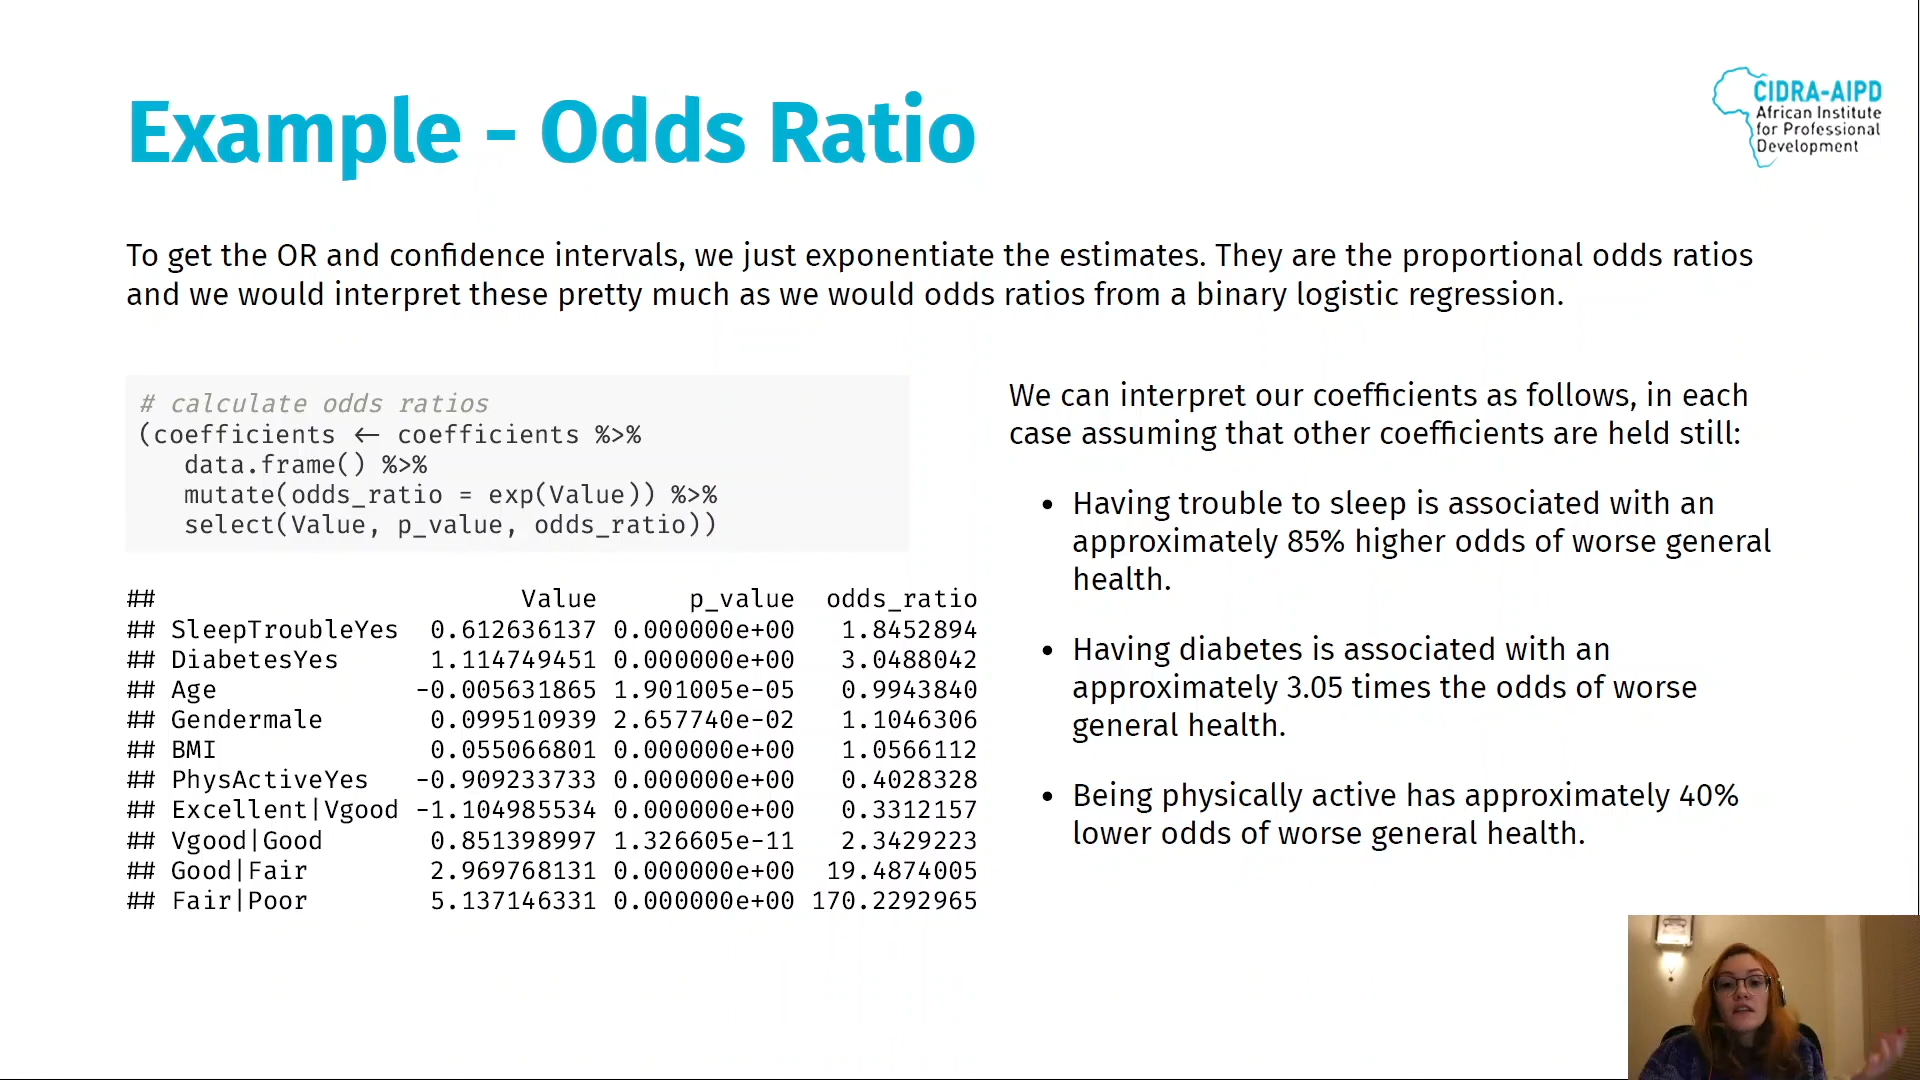 Example - Odds Ratio
CIDRA-AIPD
African Institute
for Professional
Development
To get the OR and confidence intervals, we just exponentiate the estimates. They are the proportional odds ratios
and we would interpret these pretty much as we would odds ratios from a binary logistic regression.
# calculate odds ratios
(coefficients <- coefficients %>%
data.frame() %>%
mutate(odds_ratio = exp(Value)) %>%
select(Value, p_value, odds_ratio))
## Value p_value odds_ratio
## SleepTroubleYes 0.612636137 0.000000e+00 1.8452894
## DiabetesYes 1.114749451 0.000000e+00 3.0488042
## Age -0.005631865 1.901005e-05 0.9943840
## Gendermale 0.099510939 2.657740e-02 1.1046306
## BMI 0.055066801 0.000000e+00 1.0566112
## PhysActiveYes -0.909233733 0.000000e+00 0.4028328
## Excellent|Vgood -1.104985534 0.000000e+00 0.3312157
## Vgood|Good 0.851398997 1.326605e-11 2.3429223
## Good|Fair 2.969768131 0.000000e+00 19.4874005
## Fair|Poor 5.137146331 0.000000e+00 170.2292965
We can interpret our coefficients as follows, in each
case assuming that other coefficients are held still:
• Having trouble to sleep is associated with an
approximately 85% higher odds of worse general
health.
• Having diabetes is associated with an
approximately 3.05 times the odds of worse
general health.
• Being physically active has approximately 40%
lower odds of worse general health.